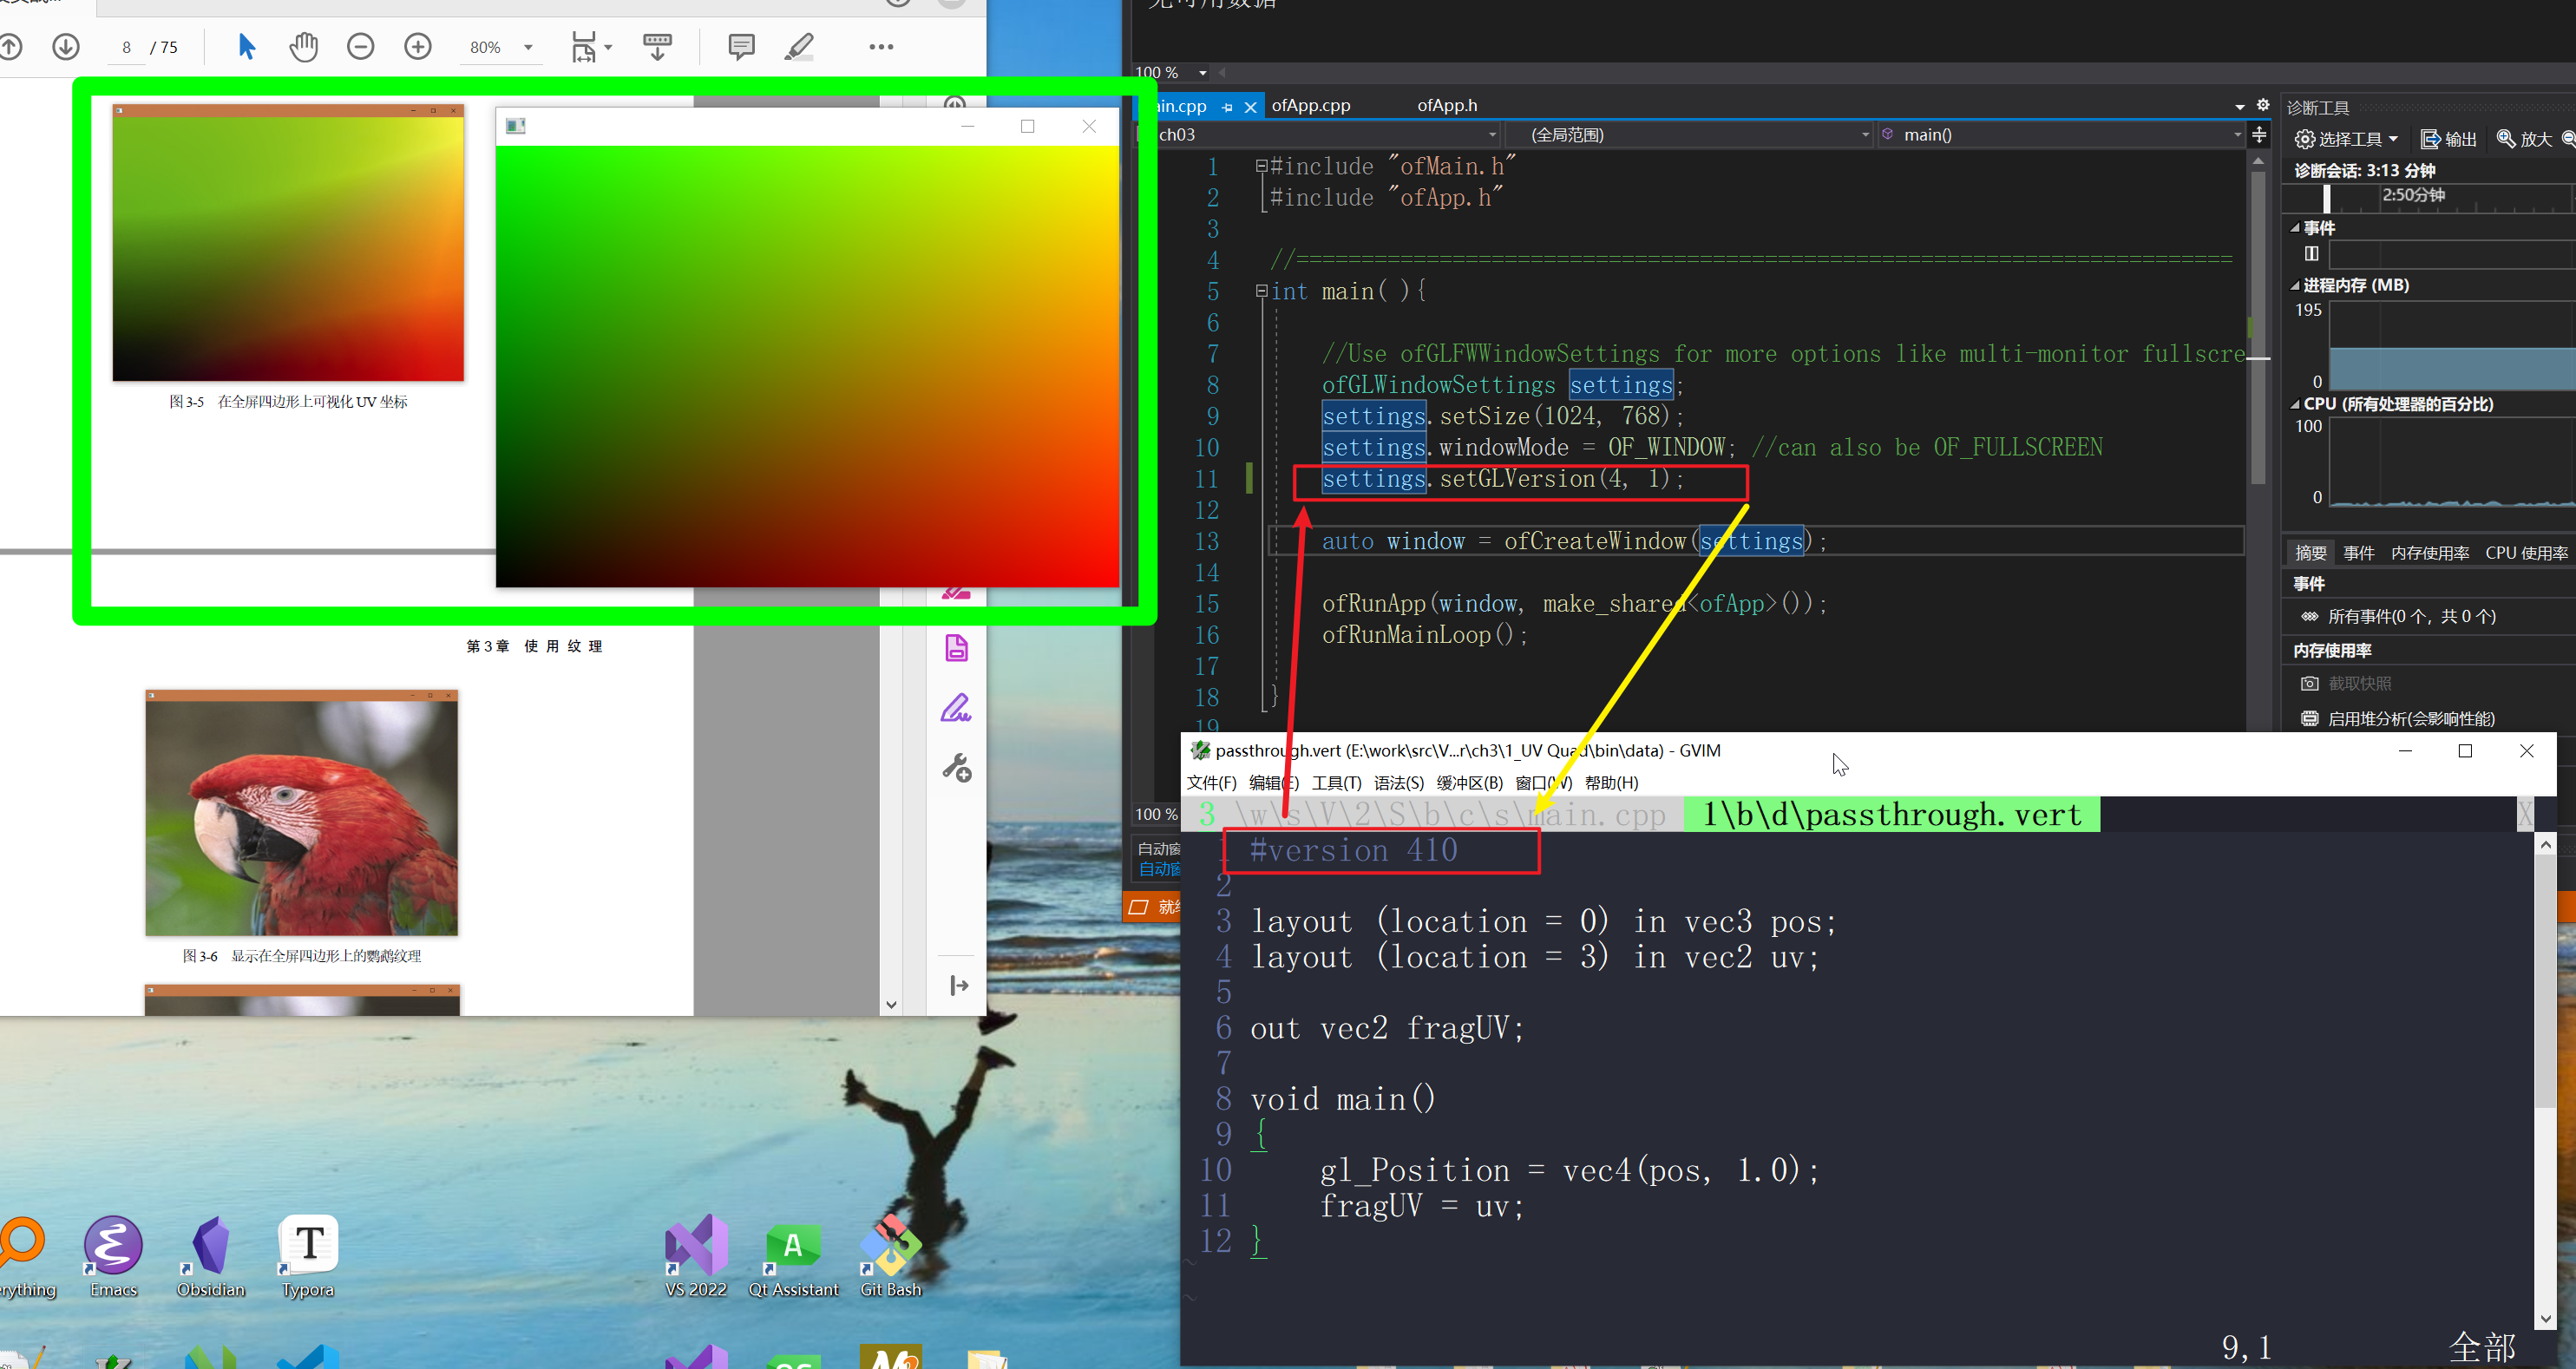 8 / 75
80%
图 3-5 在全屏四边形上可视化 UV 坐标
第 3 章 使 用 纹 理
图 3-6 显示在全屏四边形上的鹦鹉纹理
100 %
main.cpp
ofApp.cpp
ofApp.h
ch03
(全局范围)
main()
1 #include "ofMain.h"
2 #include "ofApp.h"
3
4 //========================================================================
5 int main( ){
6
7 //Use ofGLFWWindowSettings for more options like multi-monitor fullscre
8 ofGLWindowSettings settings;
9 settings.setSize(1024, 768);
10 settings.windowMode = OF_WINDOW; //can also be OF_FULLSCREEN
11 settings.setGLVersion(4, 1);
12
13 auto window = ofCreateWindow(settings);
14
15 ofRunApp(window, make_shared<ofApp>());
16 ofRunMainLoop();
17
18 }
19
100 %
自动窗
自动窗
就绪
诊断工具
选择工具 输出 放大
诊断会话: 3:13 分钟
2:50分钟
事件
进程内存 (MB)
195
0
CPU (所有处理器的百分比)
100
0
摘要 事件 内存使用率 CPU 使用率
事件
所有事件(0 个，共 0 个)
内存使用率
截取快照
启用堆分析(会影响性能)
passthrough.vert (E:\work\src\V...r\ch3\1_UV Quad\bin\data) - GVIM
文件(F) 编辑(E) 工具(T) 语法(S) 缓冲区(B) 窗口(W) 帮助(H)
3 \w\s\V\2\S\b\c\s\main.cpp 1\b\d\passthrough.vert X
1 #version 410
2
3 layout (location = 0) in vec3 pos;
4 layout (location = 3) in vec2 uv;
5
6 out vec2 fragUV;
7
8 void main()
9 {
10 gl_Position = vec4(pos, 1.0);
11 fragUV = uv;
12 }
~
~
9,1 全部
erything
Emacs
Obsidian
Typora
VS 2022
Qt Assistant
Git Bash